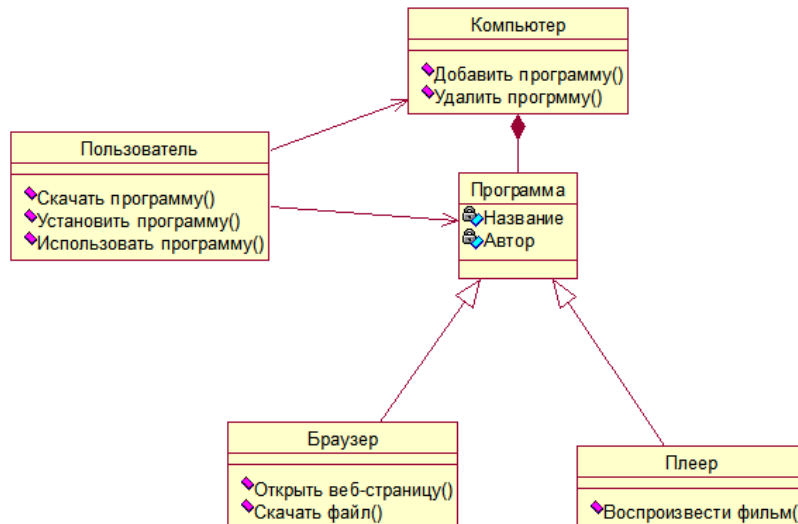 Компьютер
Добавить программу()
Удалить прогрмму()
Пользователь
Скачать программу()
Установить программу()
Использовать программу()
Программа
Название
Автор
Браузер
Открыть веб-страницу()
Скачать файл()
Плеер
Воспроизвести фильм(